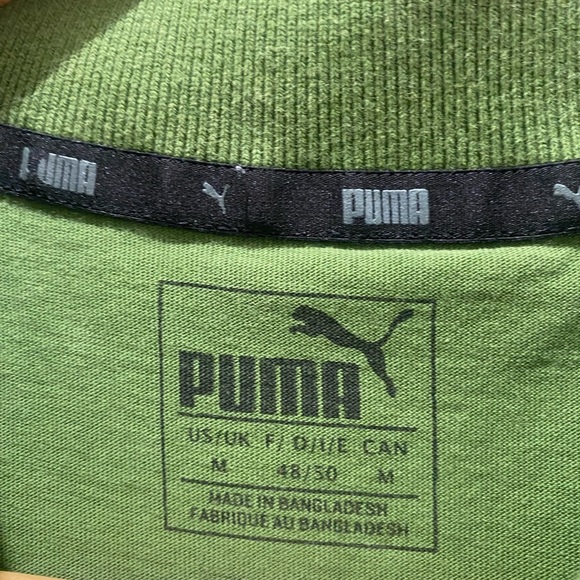 PUMA PUMA
PUMA
US/UK F/ D/I/E CAN
M 48/50 M
MADE IN BANGLADESH
FABRIQUE AU BANGLADESH